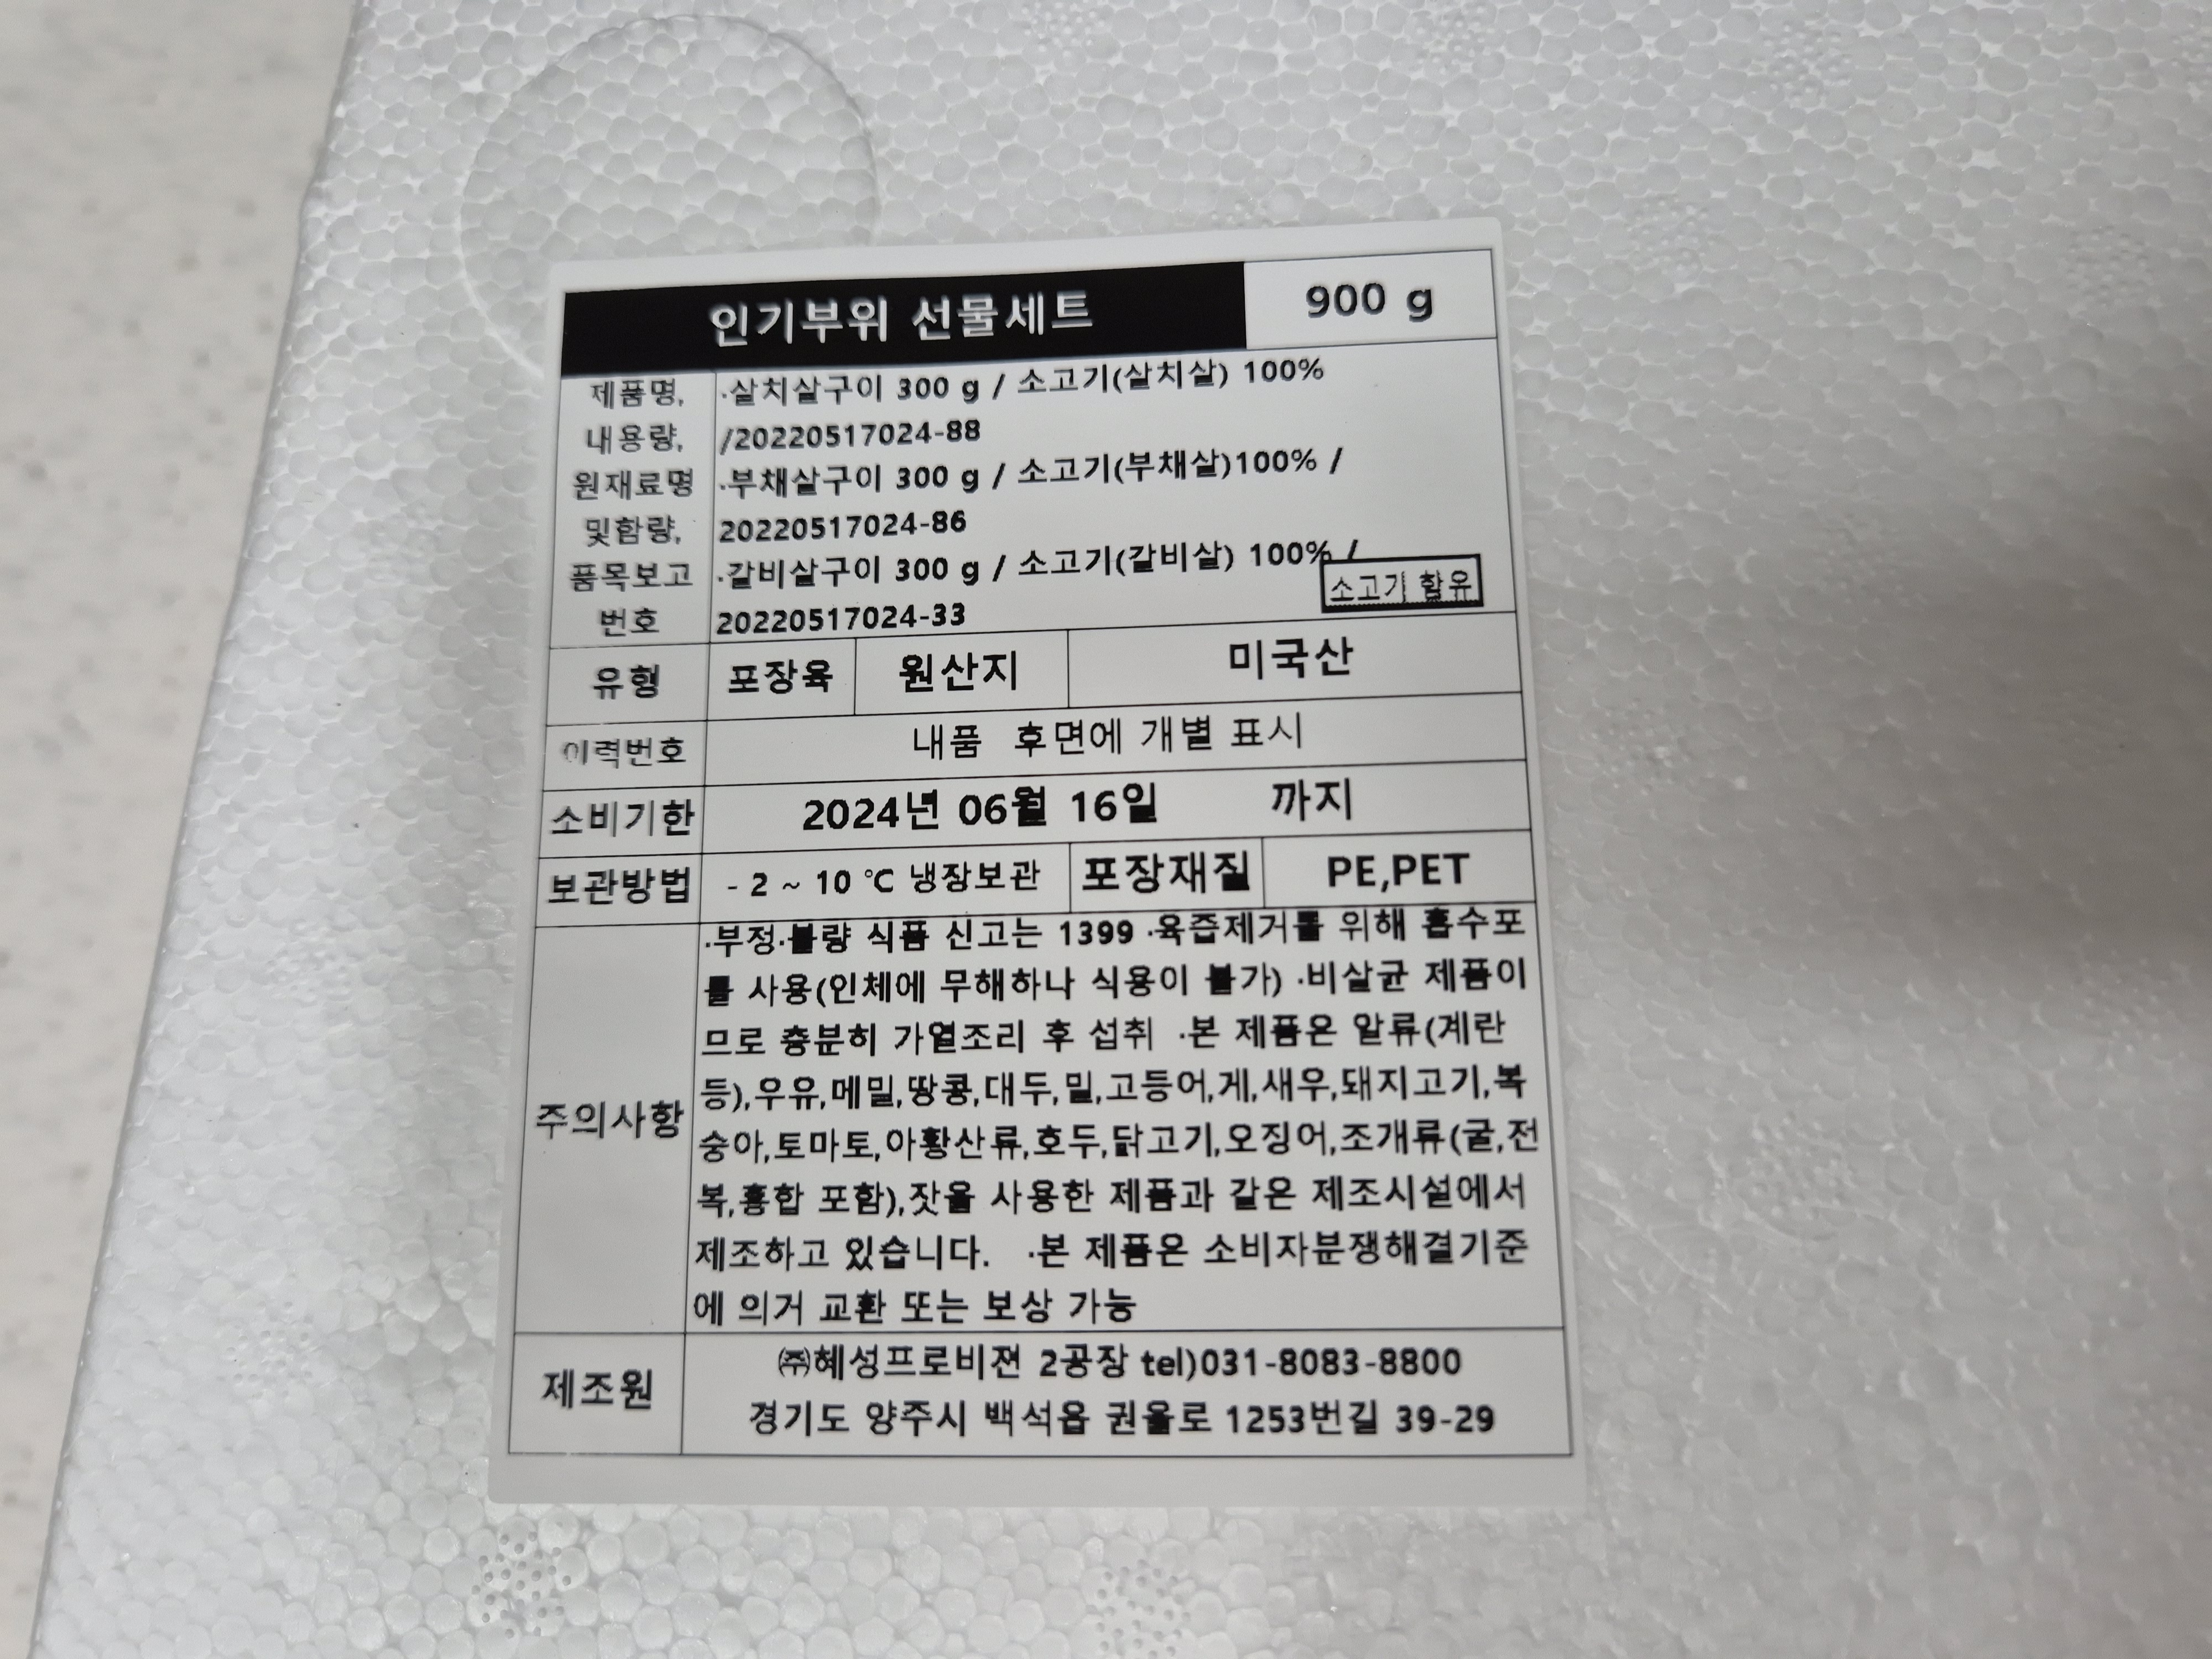 인기부위 선물세트 900 g
제품명, ·살치살구이 300 g / 소고기(살치살) 100%
내용량, /20220517024-88
원재료명 ·부채살구이 300 g / 소고기(부채살)100% /
및함량, 20220517024-86
품목보고 ·갈비살구이 300 g / 소고기(갈비살) 100% /
번호 20220517024-33
소고기 함유
유형 포장육 원산지 미국산
이력번호 내품 후면에 개별 표시
소비기한 2024년 06월 16일 까지
보관방법 - 2 ~ 10 ℃ 냉장보관 포장재질 PE,PET
주의사항
·부정·불량 식품 신고는 1399 ·육즙제거를 위해 흡수포
를 사용(인체에 무해하나 식용이 불가) ·비살균 제품이
므로 충분히 가열조리 후 섭취 ·본 제품은 알류(계란
등),우유,메밀,땅콩,대두,밀,고등어,게,새우,돼지고기,복
숭아,토마토,아황산류,호두,닭고기,오징어,조개류(굴,전
복,홍합 포함),잣을 사용한 제품과 같은 제조시설에서
제조하고 있습니다. ·본 제품은 소비자분쟁해결기준
에 의거 교환 또는 보상 가능
제조원
㈜혜성프로비젼 2공장 tel)031-8083-8800
경기도 양주시 백석읍 권율로 1253번길 39-29